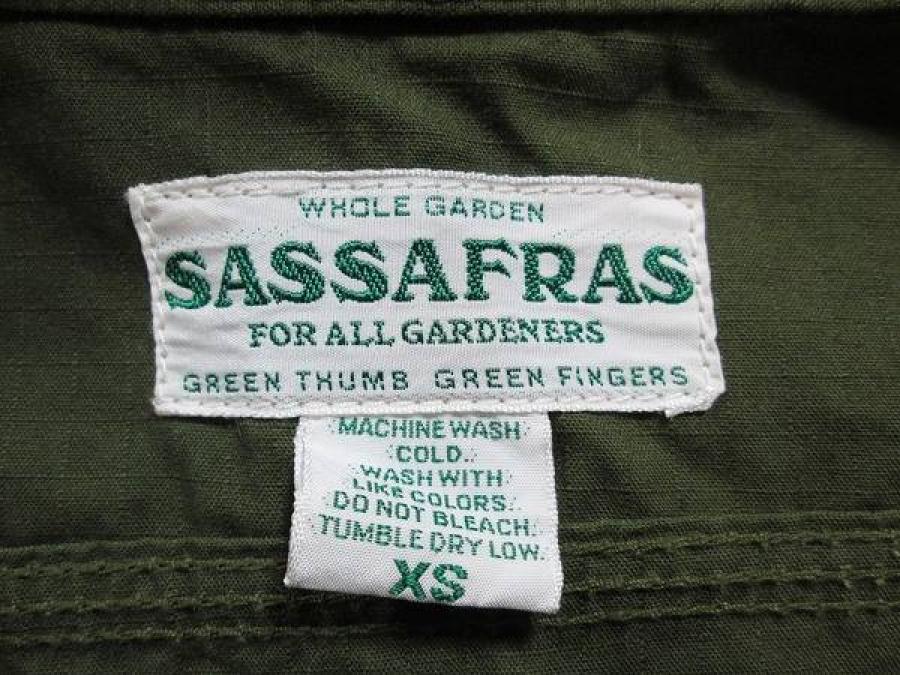 WHOLE GARDEN
SASSAFRAS
FOR ALL GARDENERS
GREEN THUMB GREEN FINGERS
MACHINE WASH
COLD.
WASH WITH
LIKE COLORS.
DO NOT BLEACH.
TUMBLE DRY LOW.
XS